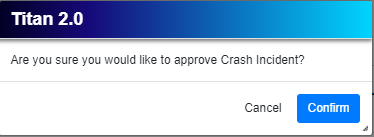 Titan 2.0
Are you sure you would like to approve Crash Incident?
Cancel Confirm